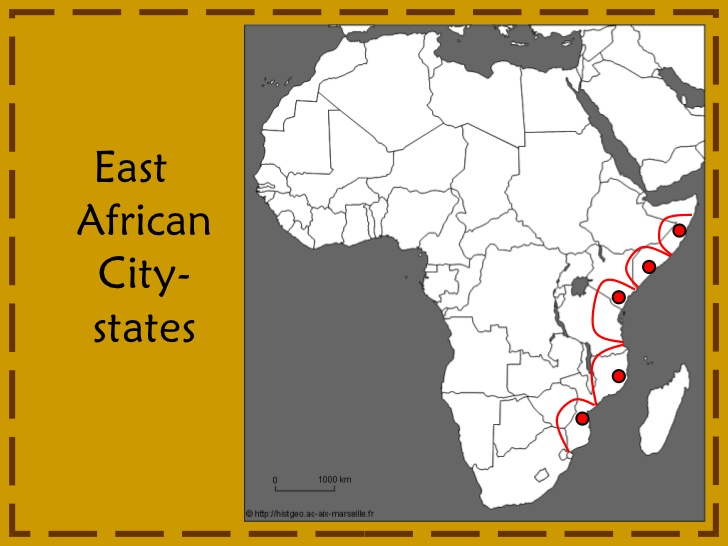 East
African
City-
states
0 1000 km
© http://histgeo.ac-aix-marseille.fr